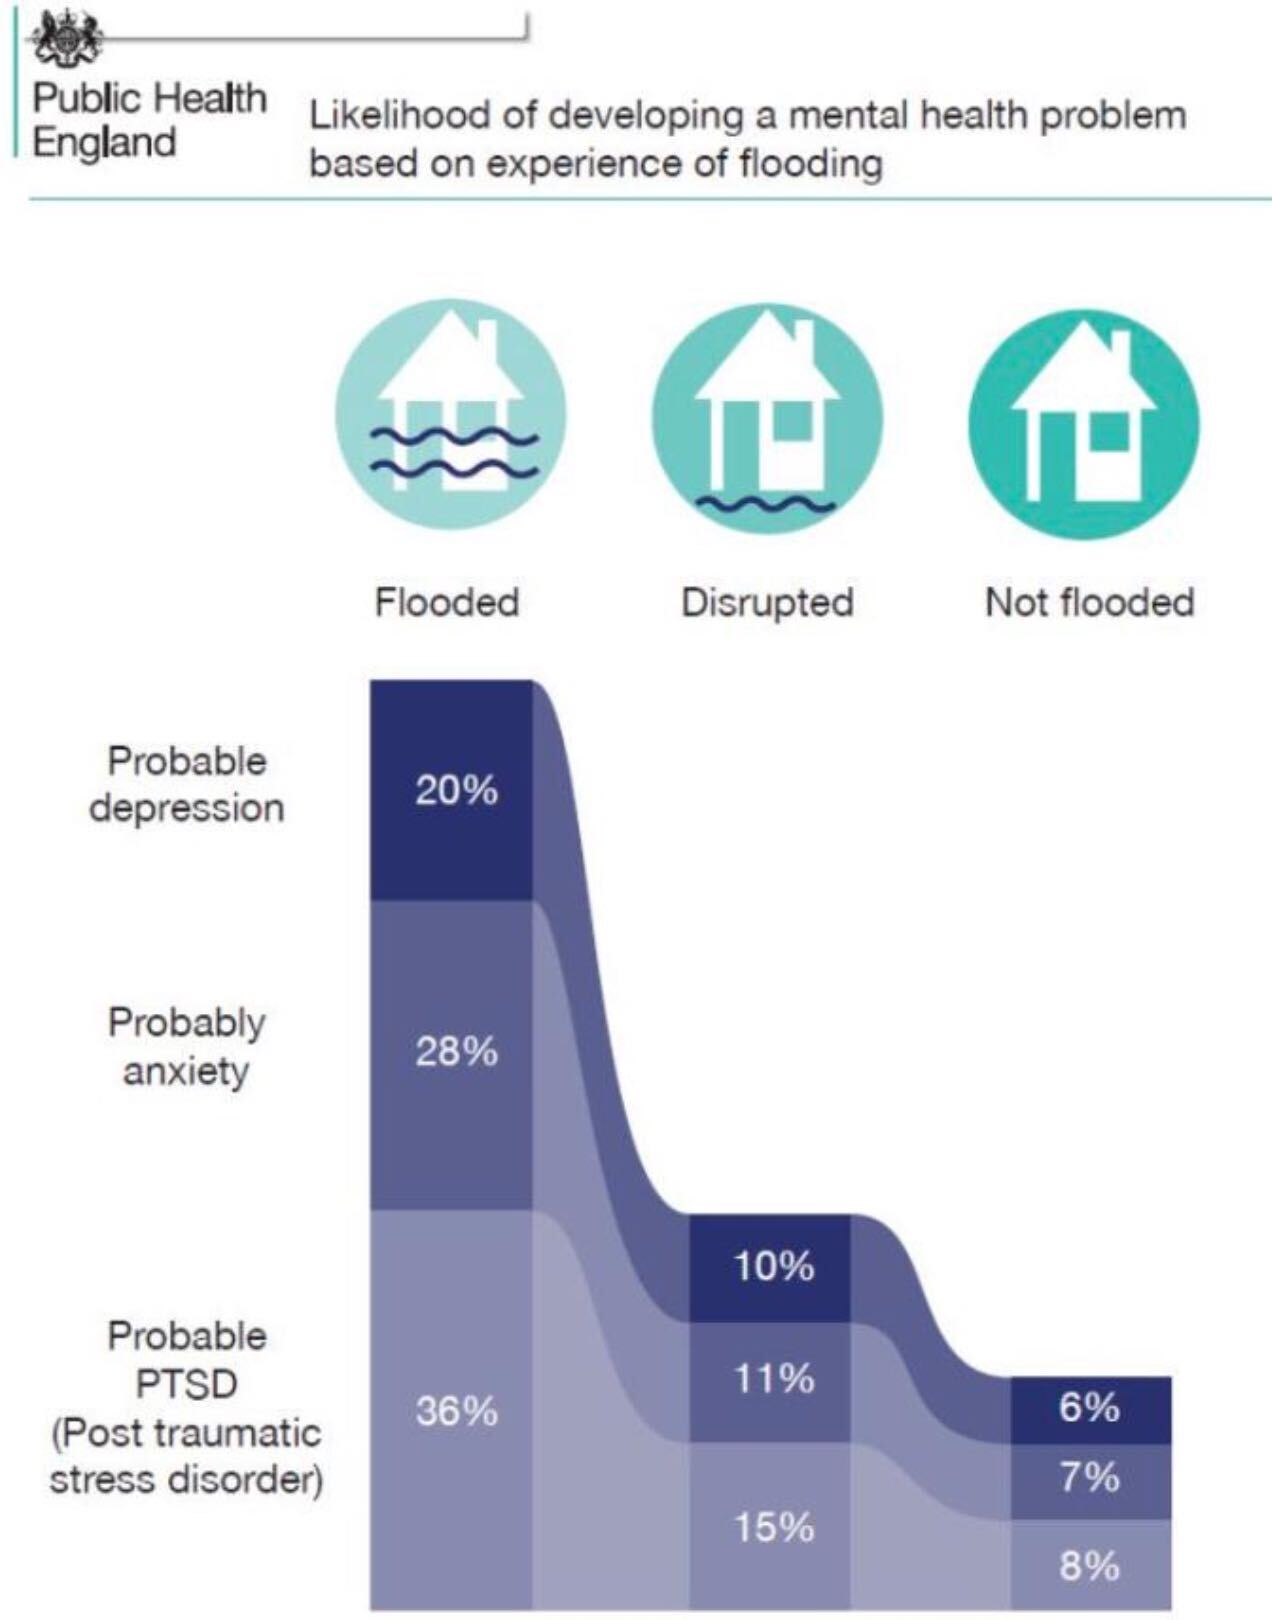 Public Health
England
Likelihood of developing a mental health problem
based on experience of flooding
Flooded
Disrupted
Not flooded
Probable
depression
20%
10%
6%
Probably
anxiety
28%
11%
7%
Probable
PTSD
(Post traumatic
stress disorder)
36%
15%
8%